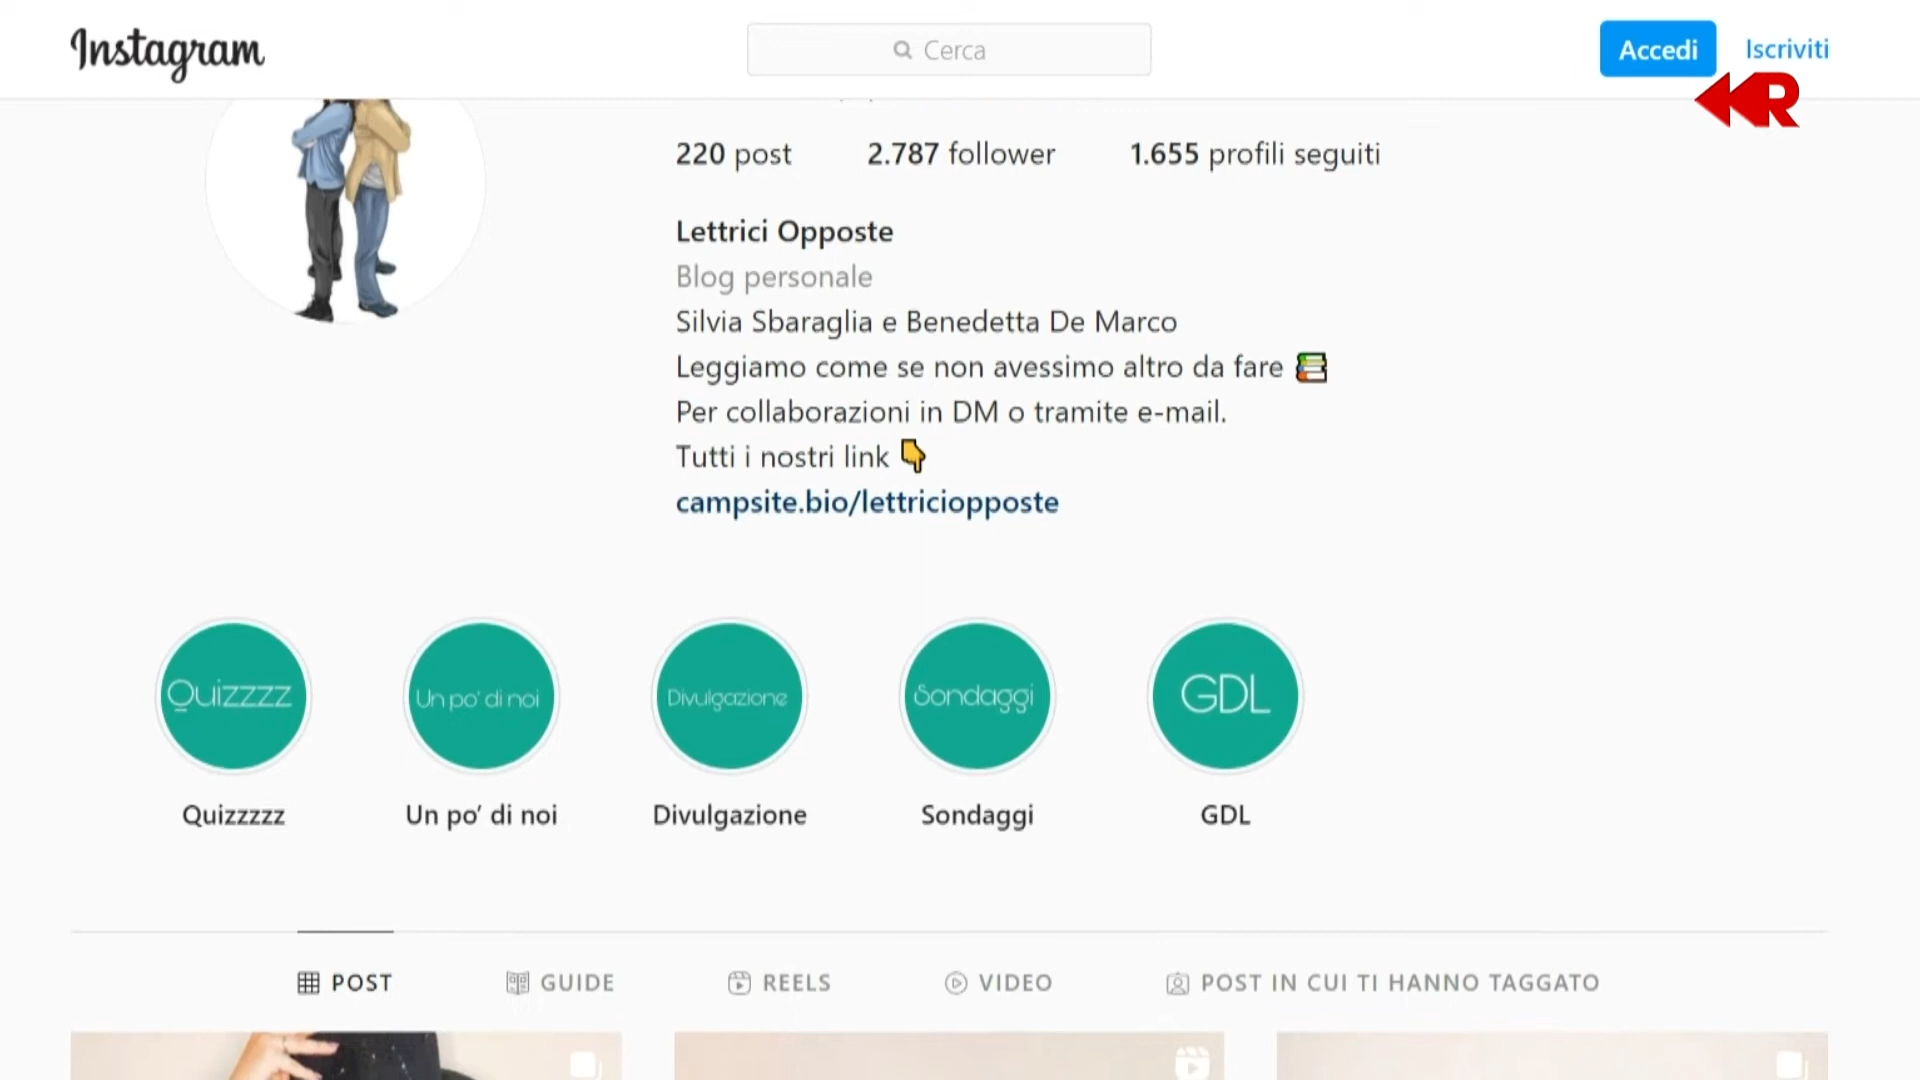 Instagram
Cerca
Accedi
Iscriviti
R
220 post
2.787 follower
1.655 profili seguiti
Lettrici Opposte
Blog personale
Silvia Sbaraglia e Benedetta De Marco
Leggiamo come se non avessimo altro da fare 📚
Per collaborazioni in DM o tramite e-mail.
Tutti i nostri link 👇
campsite.bio/lettriciopposte
Quizzzz
Un po' di noi
Divulgazione
Sondaggi
GDL
Quizzzzz
Un po’ di noi
Divulgazione
Sondaggi
GDL
POST
GUIDE
REELS
VIDEO
POST IN CUI TI HANNO TAGGATO